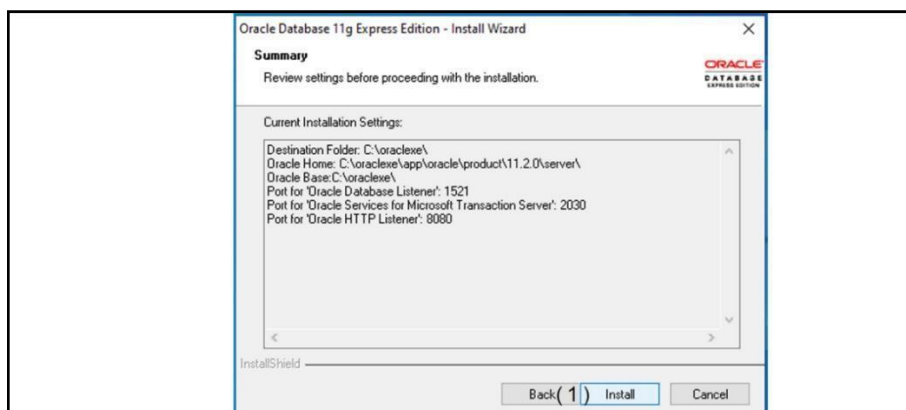 Oracle Database 11g Express Edition - Install Wizard
Summary
Review settings before proceeding with the installation.
ORACLE
DATABASE
EXPRESS EDITION
Current Installation Settings:
Destination Folder: C:\oraclexe\
Oracle Home: C:\oraclexe\app\oracle\product\11.2.0\server\
Oracle Base:C:\oraclexe\
Port for 'Oracle Database Listener': 1521
Port for 'Oracle Services for Microsoft Transaction Server': 2030
Port for 'Oracle HTTP Listener': 8080
InstallShield
Back ( 1 ) Install Cancel